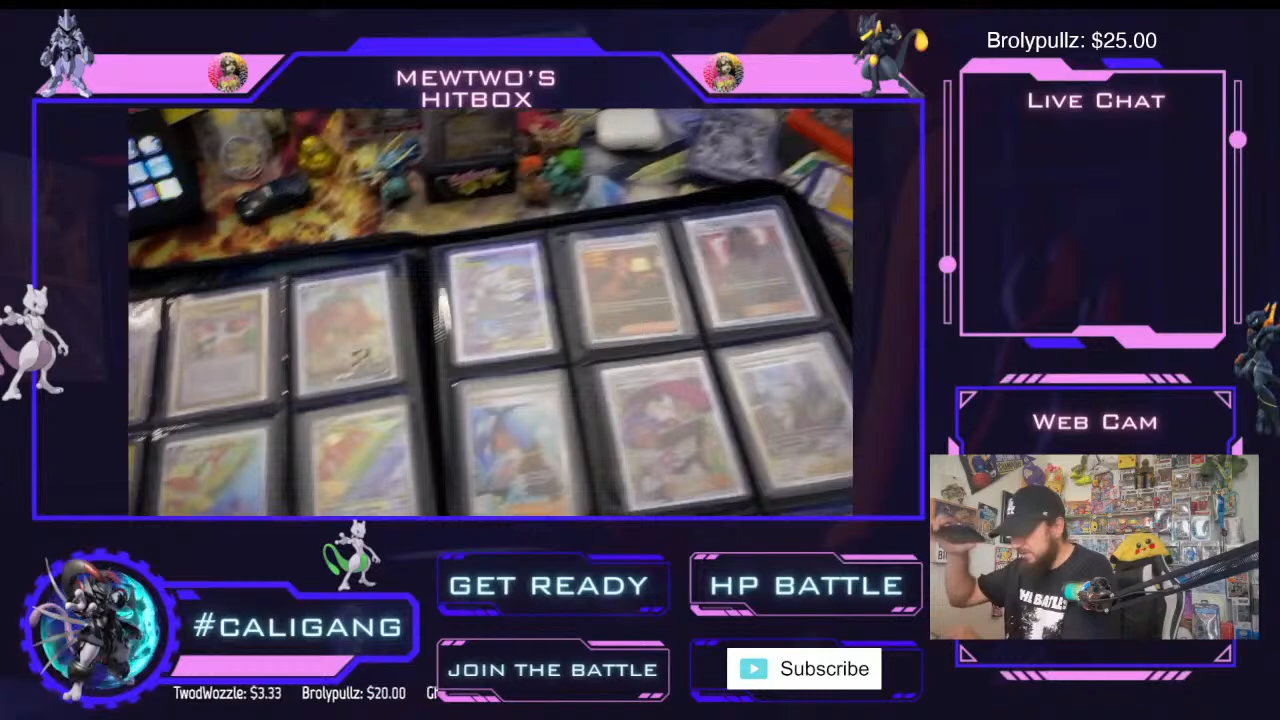 Brolypullz: $25.00
MEWTWO'S
HITBOX
LIVE CHAT
WEB CAM
GET READY
HP BATTLE
#CALIGANG
JOIN THE BATTLE
Subscribe
TwodWozzle: $3.33 Brolypullz: $20.00